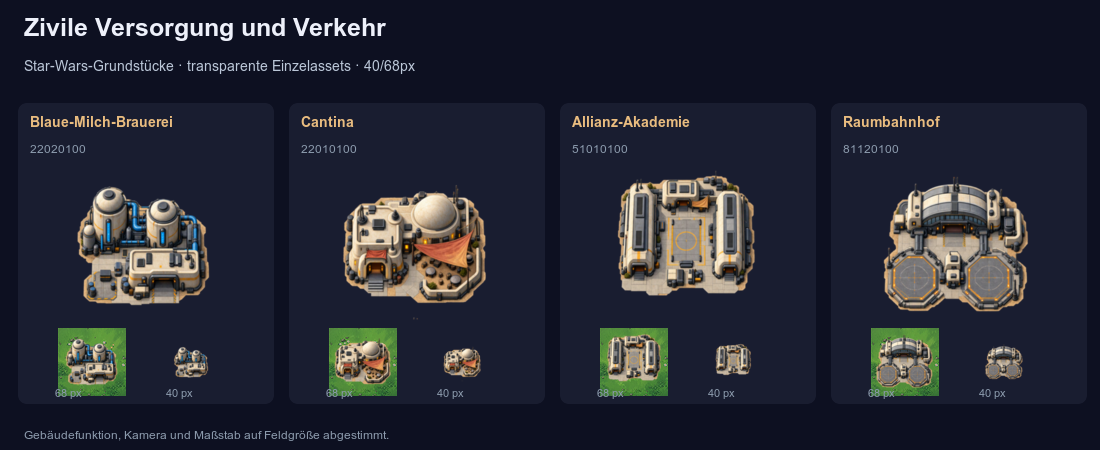 Zivile Versorgung und Verkehr
Star-Wars-Grundstücke · transparente Einzelassets · 40/68px
Blaue-Milch-Brauerei
22020100
68 px
40 px
Cantina
22010100
68 px
40 px
Allianz-Akademie
51010100
68 px
40 px
Raumbahnhof
81120100
68 px
40 px
Gebäudefunktion, Kamera und Maßstab auf Feldgröße abgestimmt.